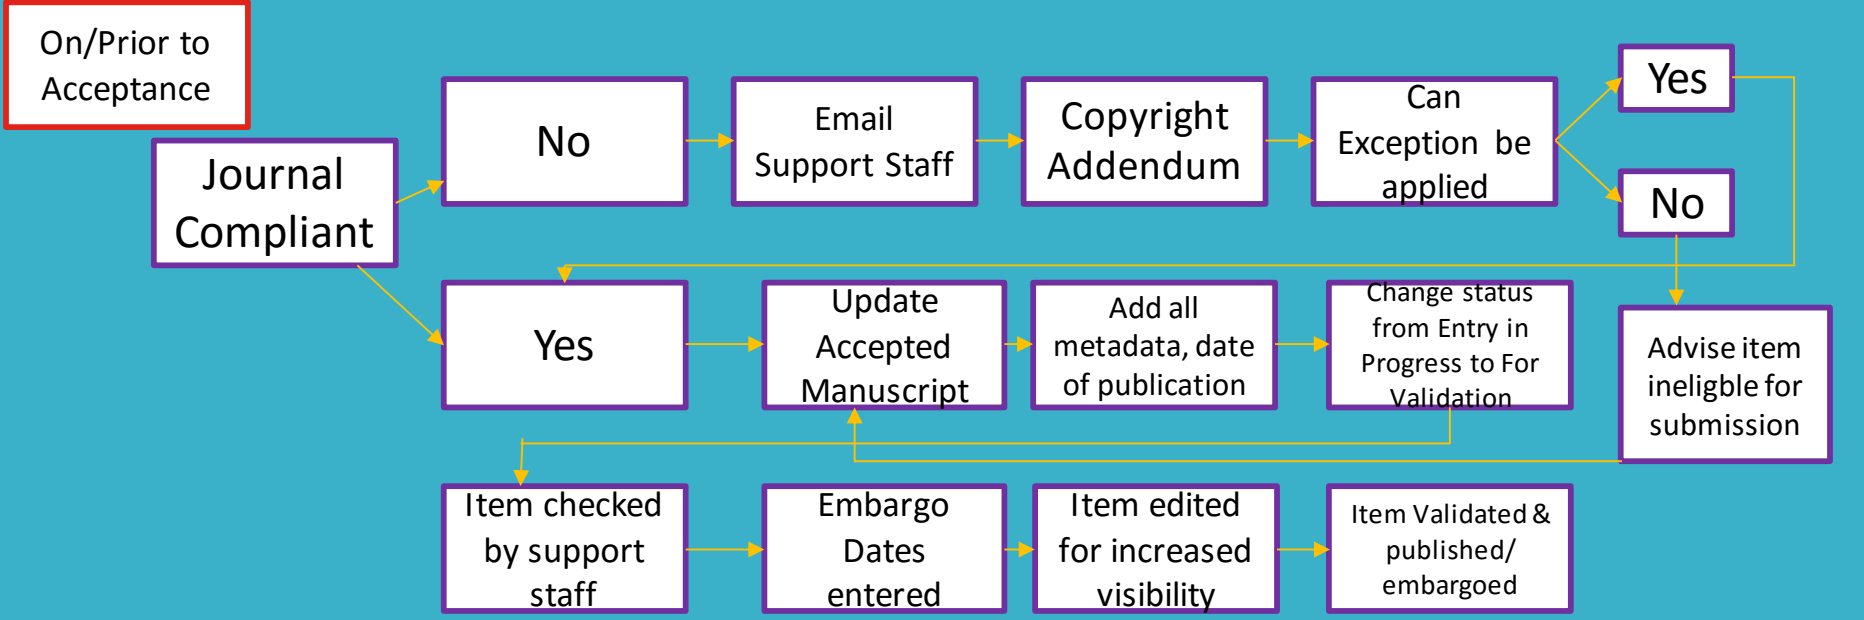 On/Prior to
Acceptance
Journal
Compliant
No
Email
Support Staff
Copyright
Addendum
Can
Exception be
applied
Yes
No
Yes
Update
Accepted
Manuscript
Add all
metadata, date
of publication
Change status
from Entry in
Progress to For
Validation
Advise item
ineligble for
submission
Item checked
by support
staff
Embargo
Dates
entered
Item edited
for increased
visibility
Item Validated &
published/
embargoed